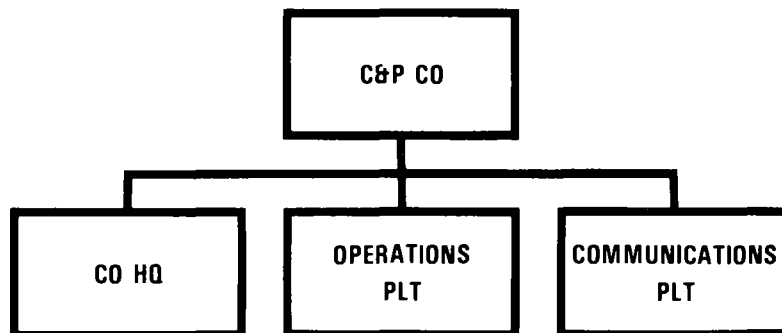 C&P CO
CO HQ
OPERATIONS
PLT
COMMUNICATIONS
PLT